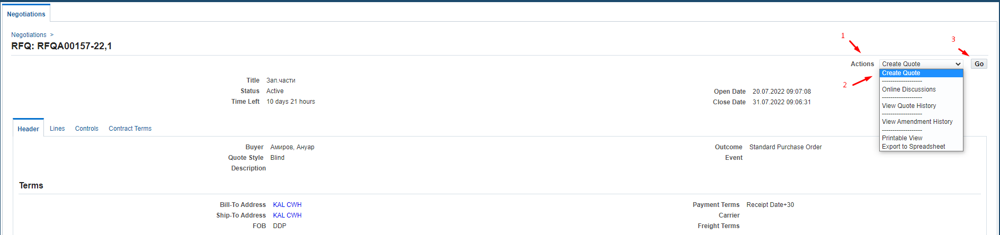 Negotiations
Negotiations >
RFQ: RFQA00157-22,1
1
3
Actions Create Quote Go
Create Quote
2
-------------------
Online Discussions
-------------------
View Quote History
-------------------
View Amendment History
-------------------
Printable View
Export to Spreadsheet
Title Зап.части
Status Active
Time Left 10 days 21 hours
Open Date 20.07.2022 09:07:08
Close Date 31.07.2022 09:06:31
Header Lines Controls Contract Terms
Buyer Амиров, Ануар
Quote Style Blind
Description
Outcome Standard Purchase Order
Event
Terms
Bill-To Address KAL CWH
Ship-To Address KAL CWH
FOB DDP
Payment Terms Receipt Date+30
Carrier
Freight Terms